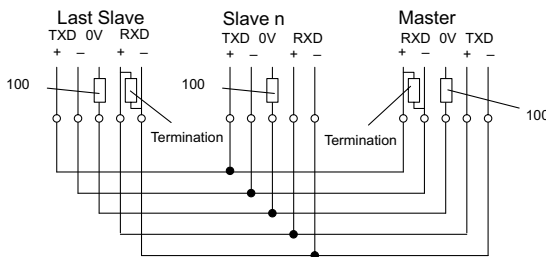 Last Slave Slave n Master
TXD 0V RXD TXD 0V RXD RXD 0V TXD
+ – + – + – + – + – + –
100 100 100
Termination Termination